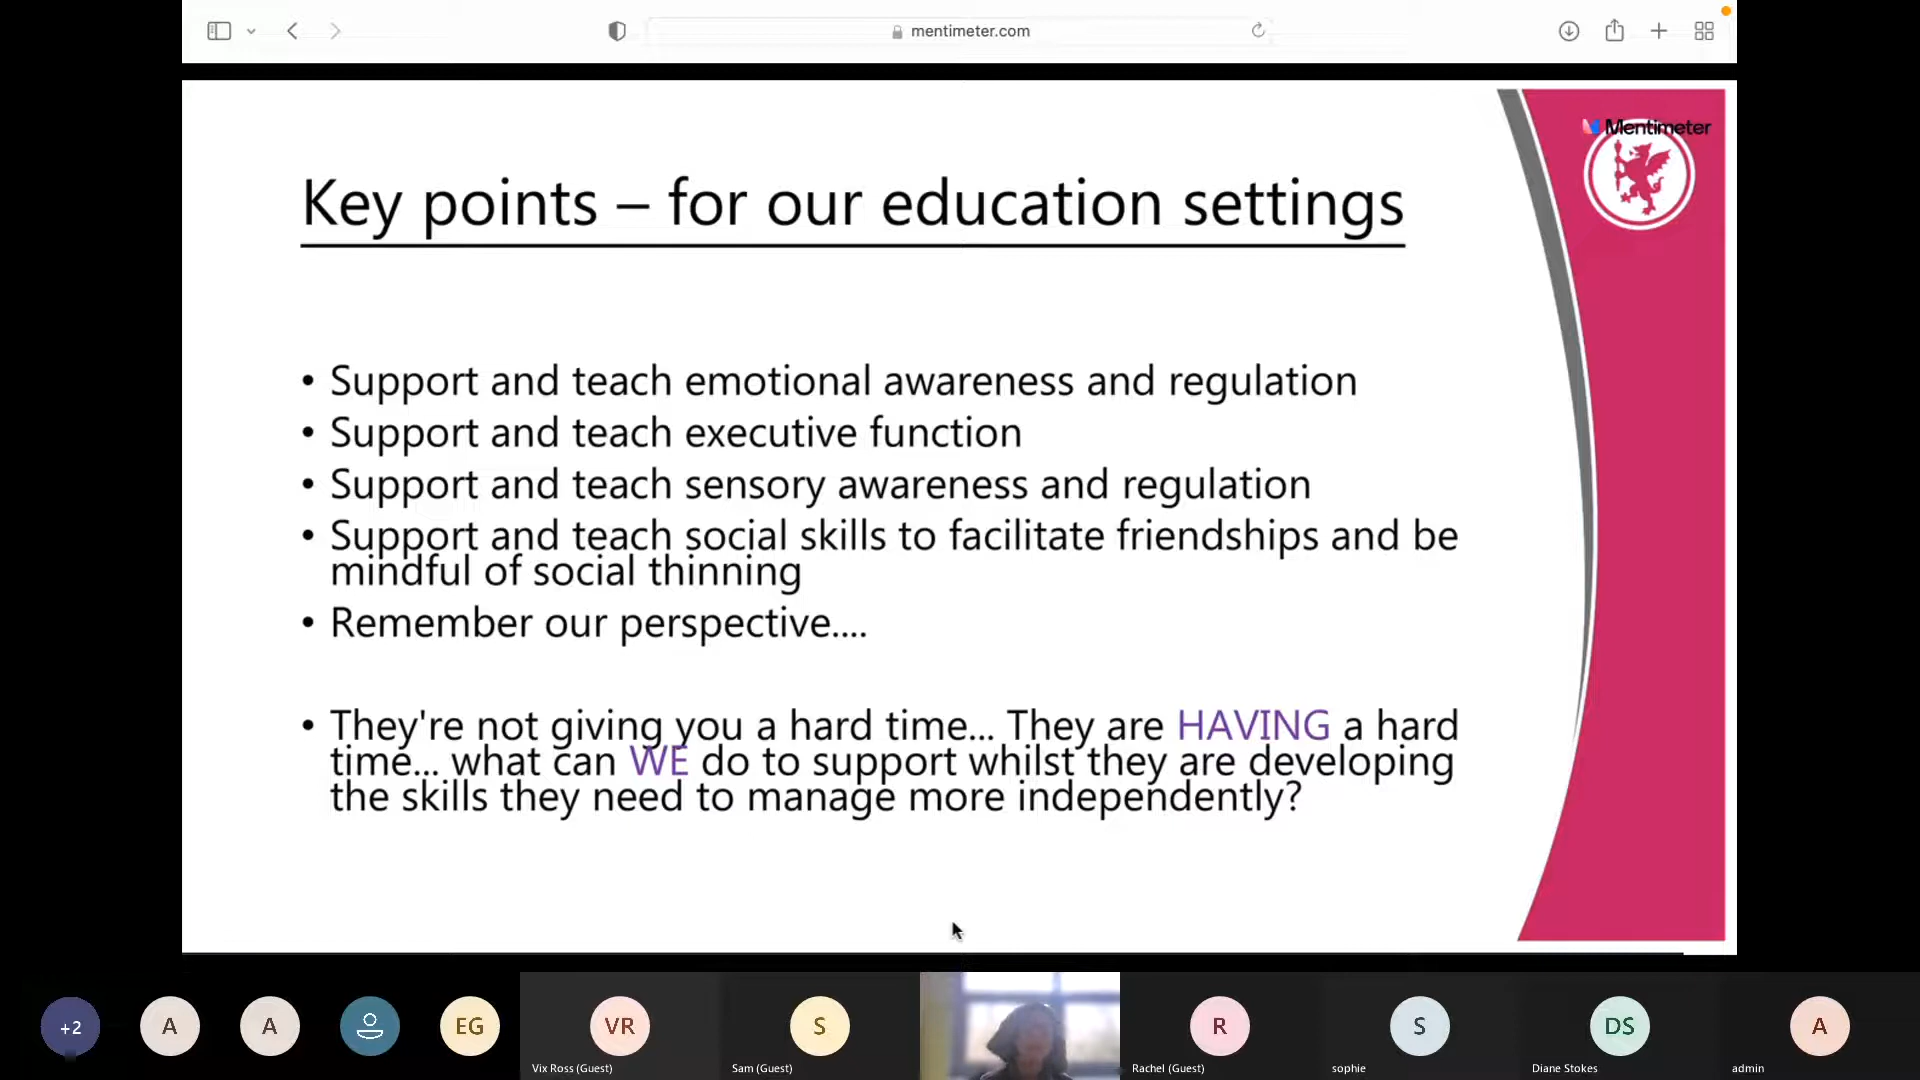 mentimeter.com
Mentimeter
Key points – for our education settings
• Support and teach emotional awareness and regulation
• Support and teach executive function
• Support and teach sensory awareness and regulation
• Support and teach social skills to facilitate friendships and be
mindful of social thinning
• Remember our perspective....
• They're not giving you a hard time... They are HAVING a hard
time... what can WE do to support whilst they are developing
the skills they need to manage more independently?
+2
A
A
EG
VR
S
R
S
DS
A
Vix Ross (Guest)
Sam (Guest)
Rachel (Guest)
sophie
Diane Stokes
admin